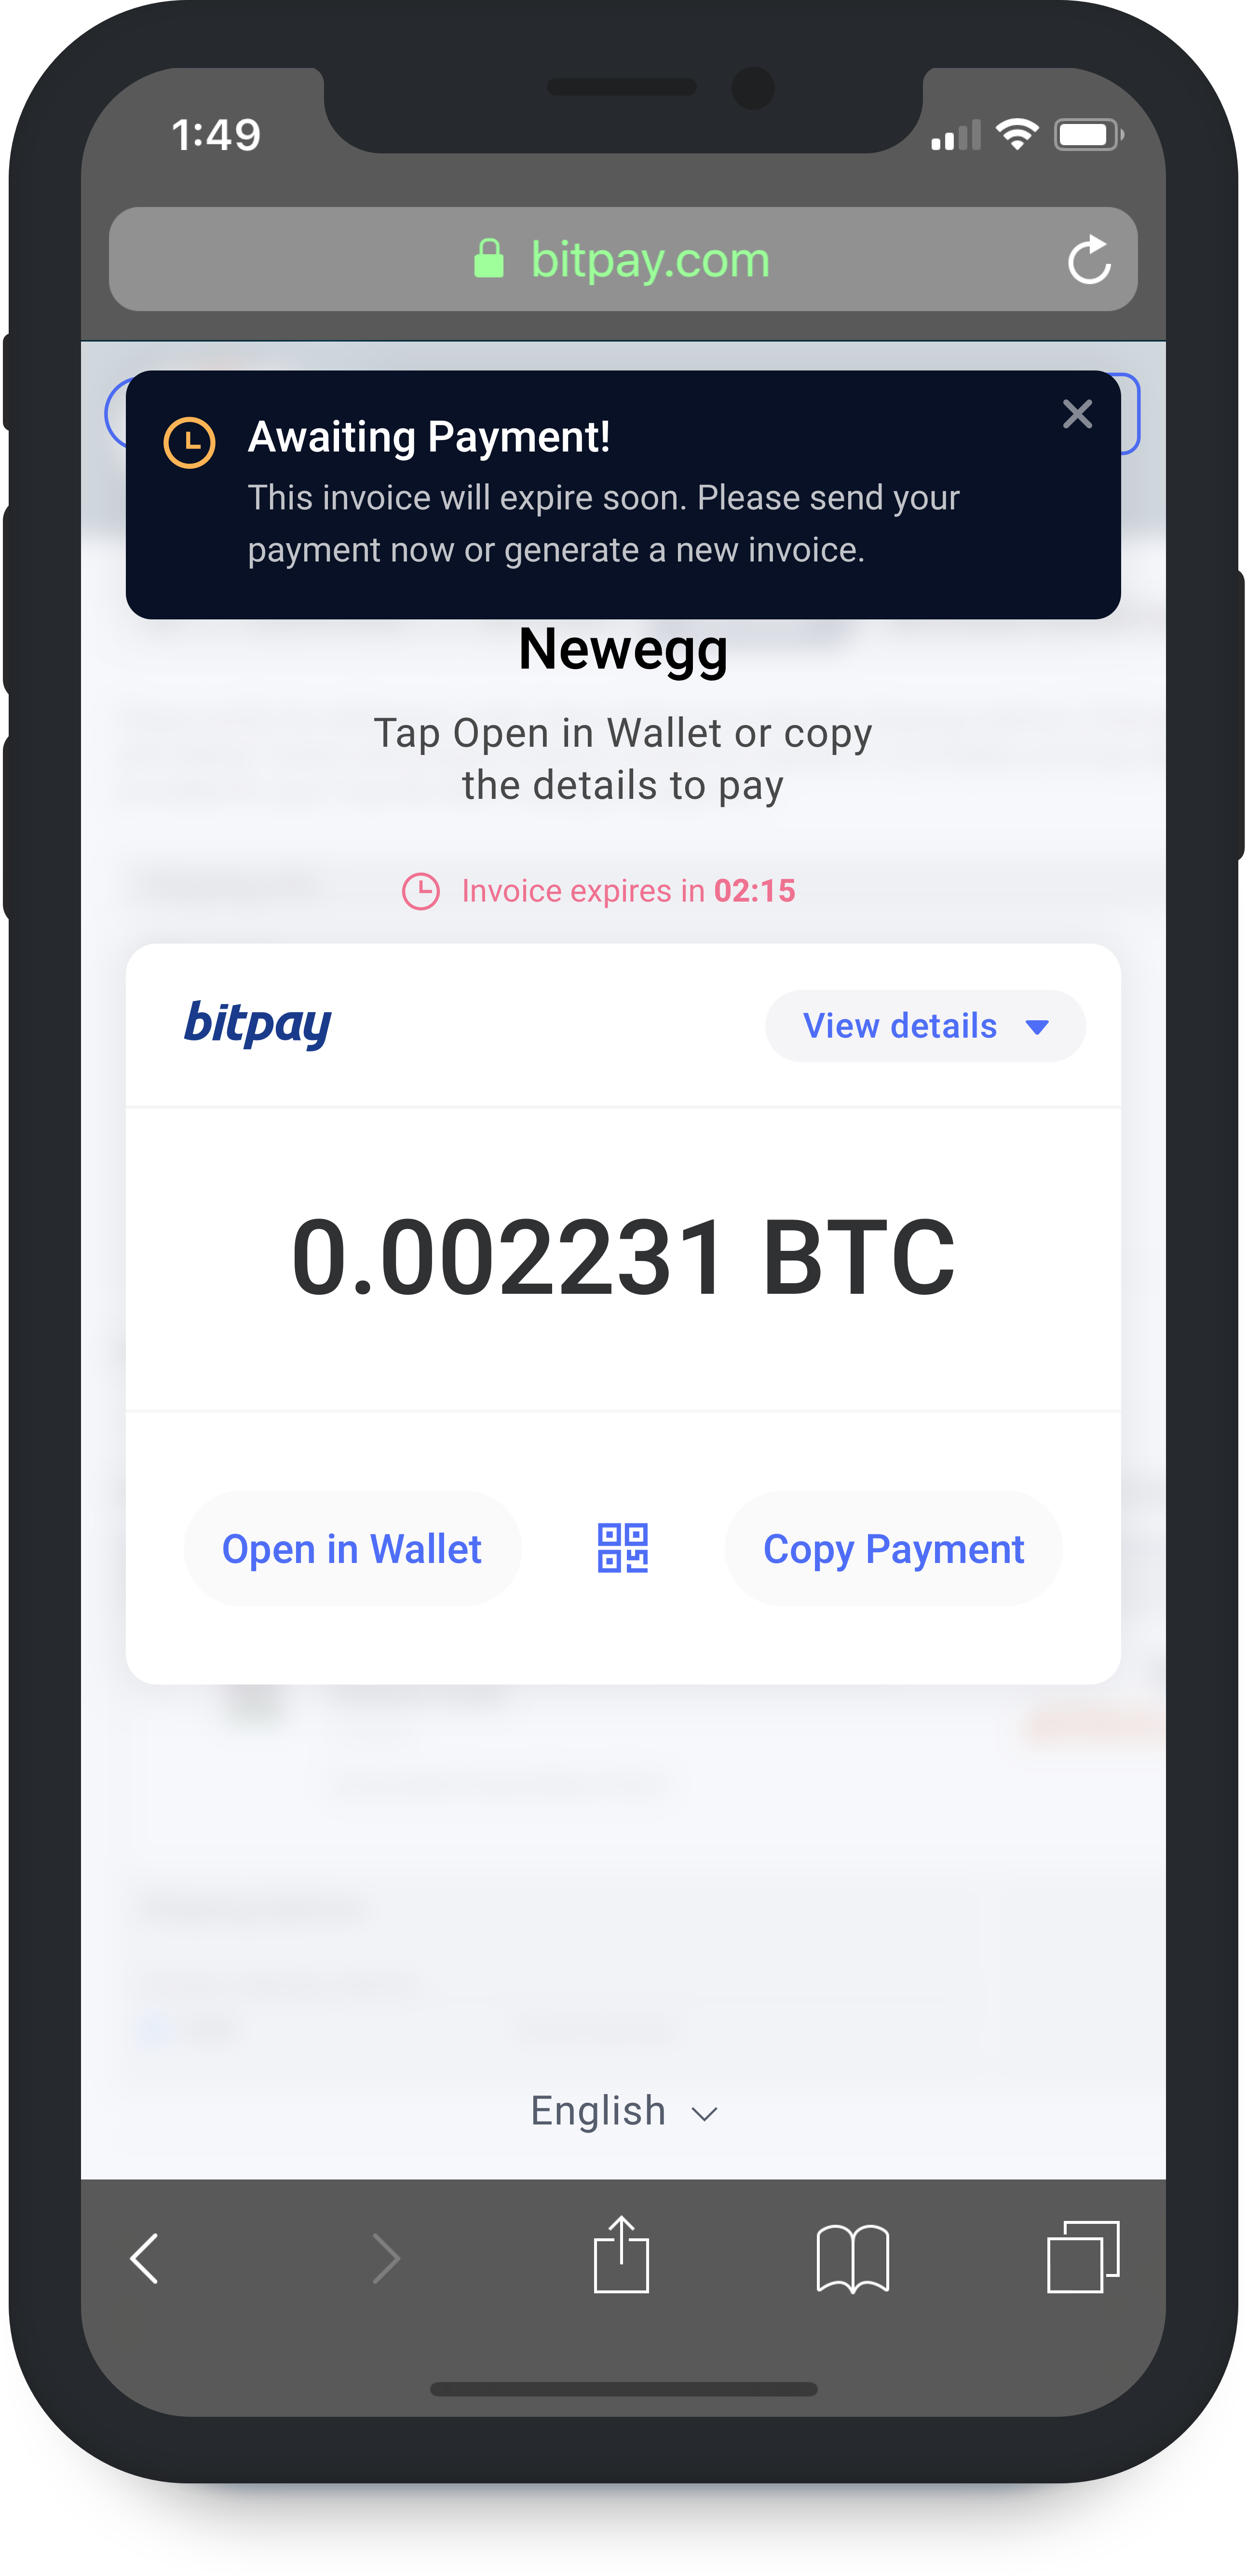 1:49
bitpay.com
Awaiting Payment!
This invoice will expire soon. Please send your
payment now or generate a new invoice.
Newegg
Tap Open in Wallet or copy
the details to pay
Invoice expires in 02:15
bitpay
View details
0.002231 BTC
Open in Wallet
Copy Payment
English